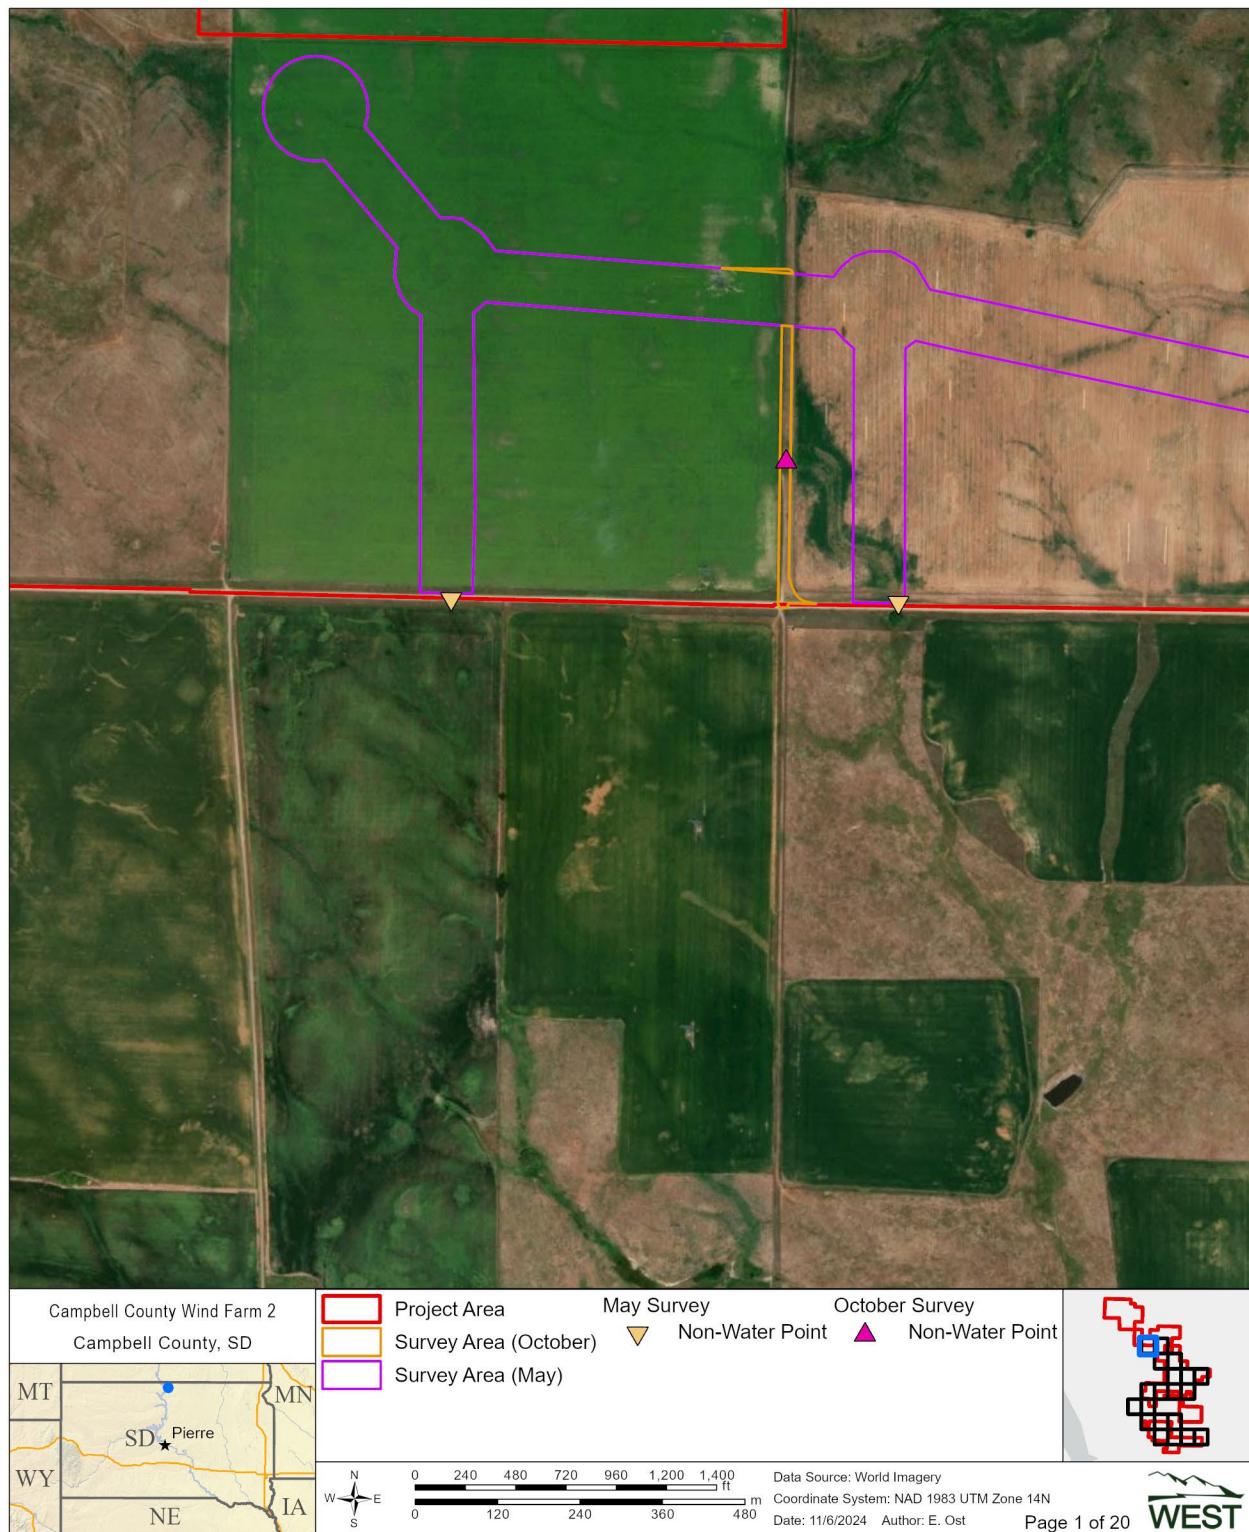 Campbell County Wind Farm 2
Campbell County, SD
MT
MN
SD
Pierre
WY
NE
IA
Project Area
Survey Area (October)
Survey Area (May)
May Survey
Non-Water Point
October Survey
Non-Water Point
N
W E
S
0 240 480 720 960 1,200 1,400
ft
m
0 120 240 360 480
Data Source: World Imagery
Coordinate System: NAD 1983 UTM Zone 14N
Date: 11/6/2024 Author: E. Ost
Page 1 of 20
WEST